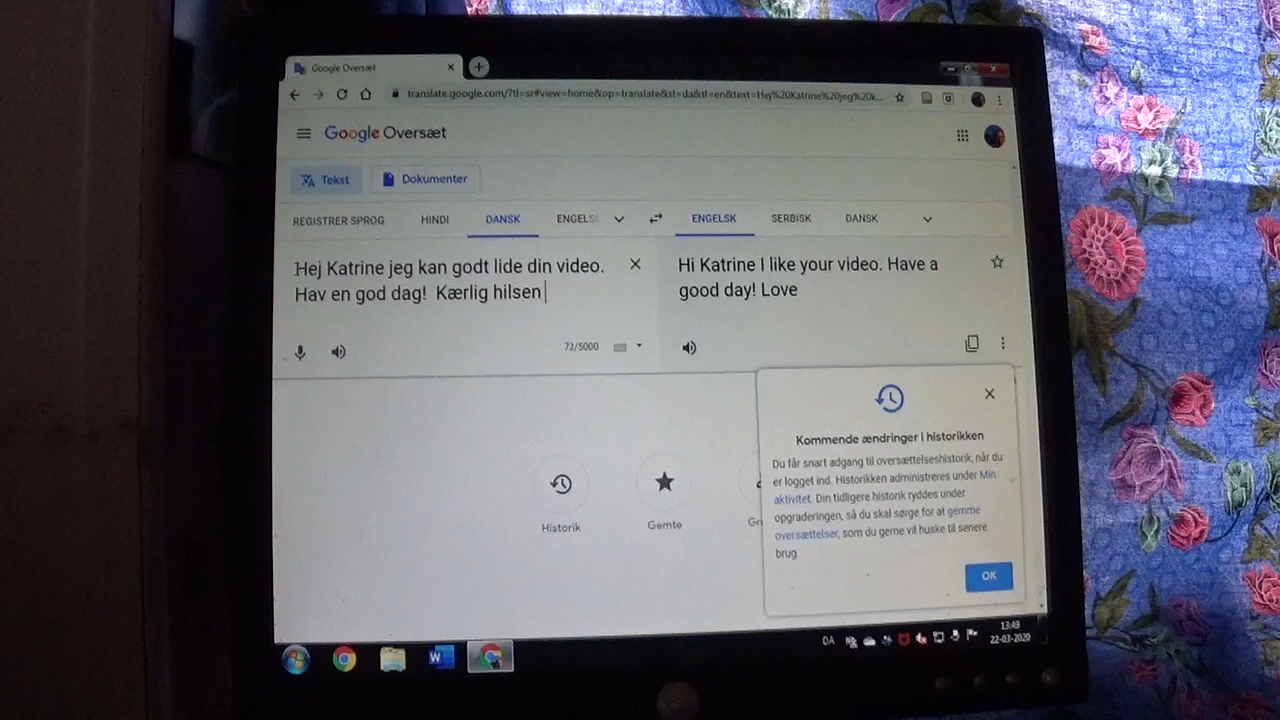 Google Oversæt
translate.google.com/?tl=sr#view=home&op=translate&sl=da&tl=en&text=Hej%20Katrine%20jeg%20k...
Google Oversæt
Tekst
Dokumenter
REGISTRER SPROG HINDI DANSK ENGELS
ENGELSK SERBISK DANSK
Hej Katrine jeg kan godt lide din video.
Hav en god dag! Kærlig hilsen
72/5000
Hi Katrine I like your video. Have a
good day! Love
Historik
Gemte
Kommende ændringer i historikken
Du får snart adgang til oversættelseshistorik, når du
er logget ind. Historikken administreres under Min
aktivitet. Din tidligere historik ryddes under
opgraderingen, så du skal sørge for at gemme
oversættelser, som du gerne vil huske til senere
brug.
OK
DA
13:49
22-03-2020